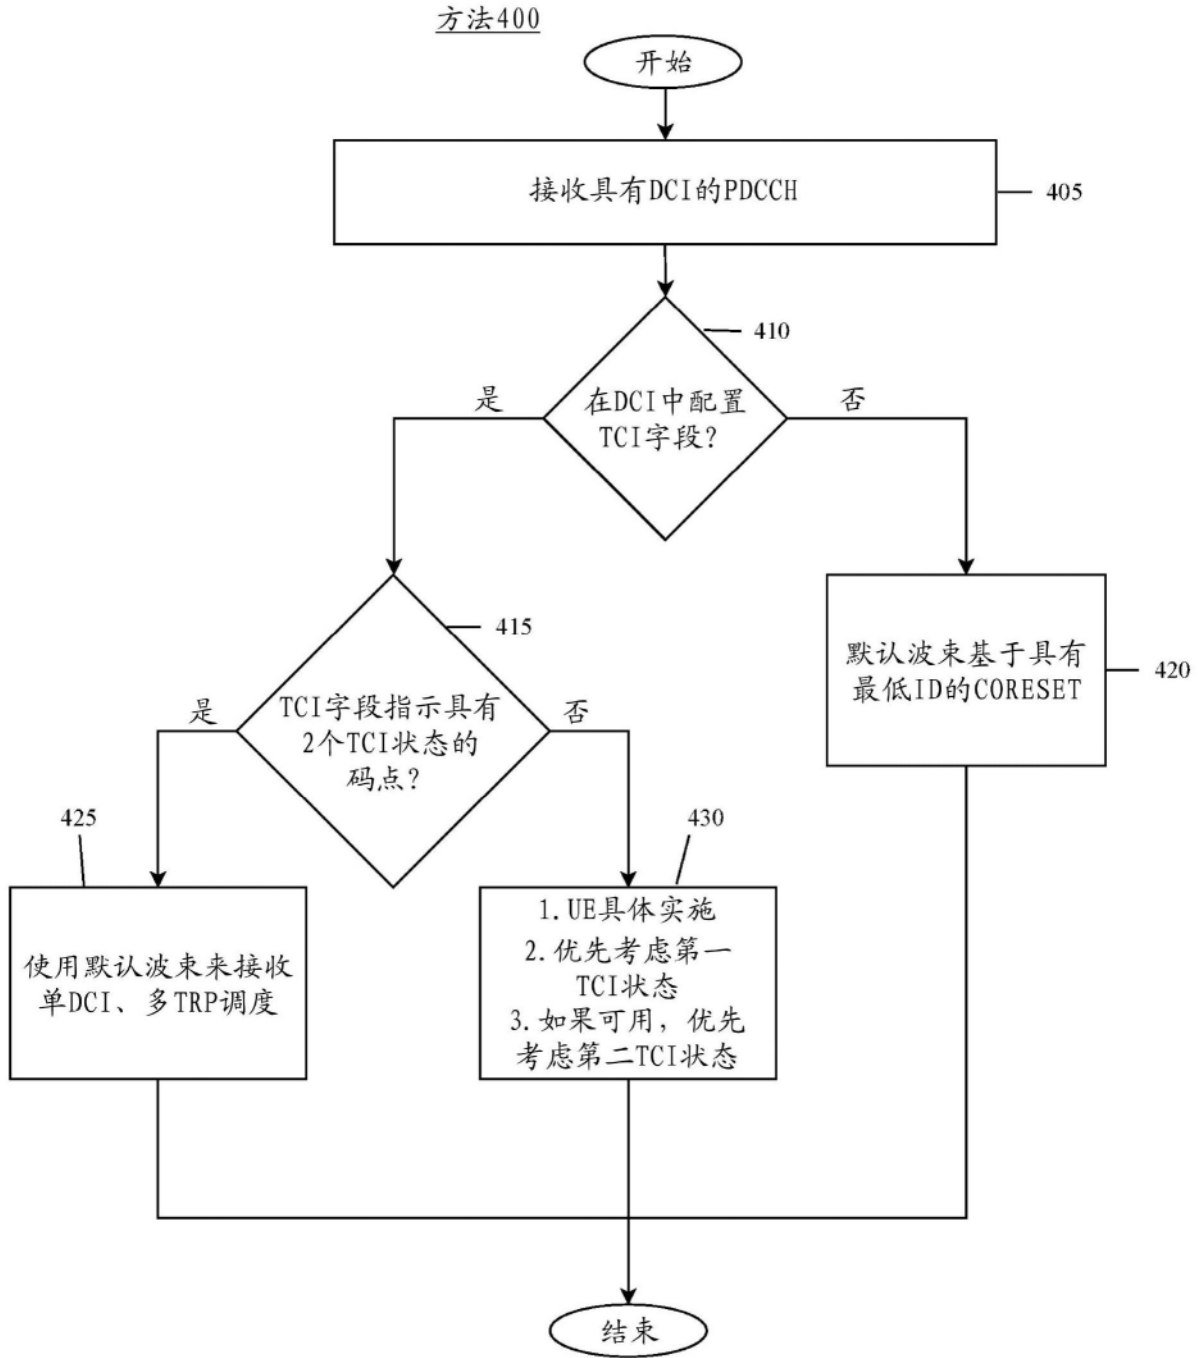 方法400
开始
接收具有DCI的PDCCH
405
410
在DCI中配置
TCI字段?
是
否
415
TCI字段指示具有
2个TCI状态的
码点?
是
否
默认波束基于具有
最低ID的CORESET
420
425
使用默认波束来接收
单DCI、多TRP调度
430
1.UE具体实施
2.优先考虑第一
TCI状态
3.如果可用，优先
考虑第二TCI状态
结束